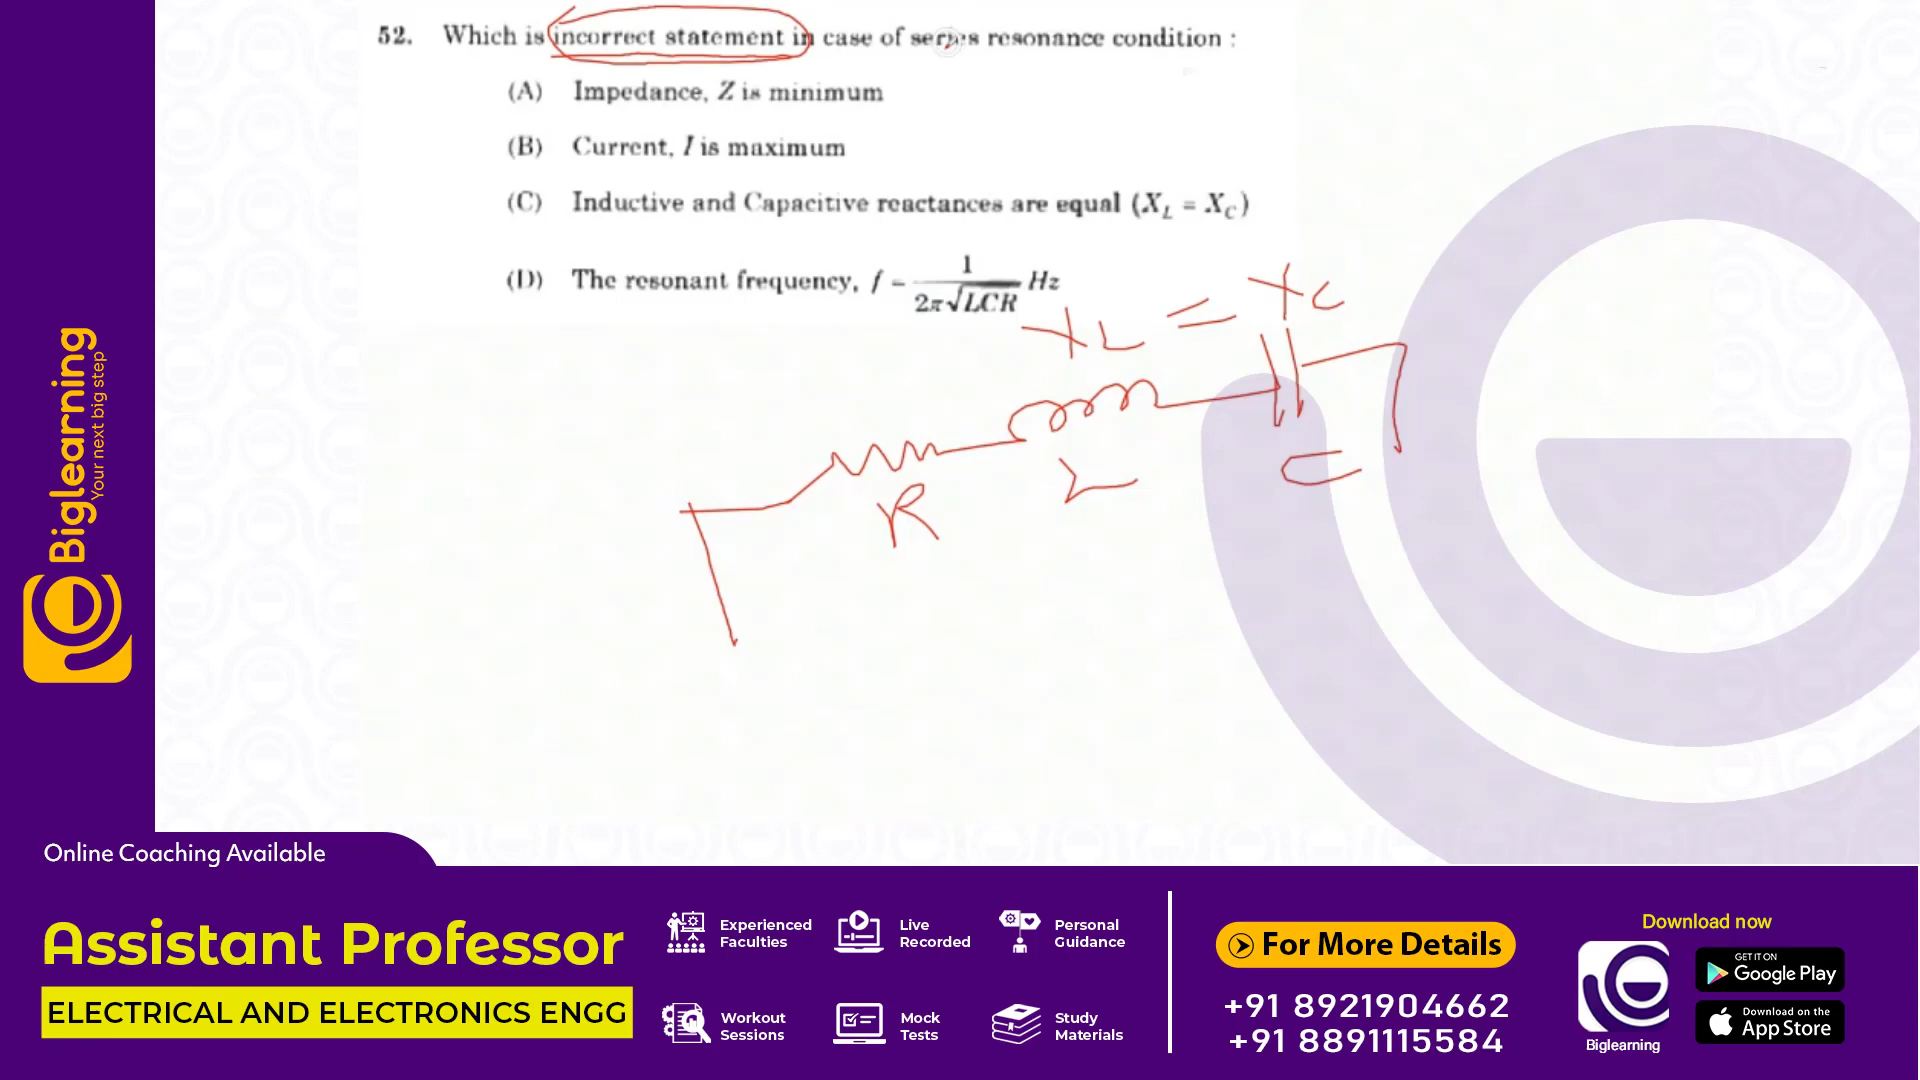 52. Which is incorrect statement in case of series resonance condition :
(A) Impedance, Z is minimum
(B) Current, I is maximum
(C) Inductive and Capacitive reactances are equal (X_L = X_C)
(D) The resonant frequency, f = 1 / 2π√LCR Hz
X_L = X_C
R L C
Biglearning
Your next big step
Online Coaching Available
Assistant Professor
ELECTRICAL AND ELECTRONICS ENGG
Experienced Faculties
Live Recorded
Personal Guidance
Workout Sessions
Mock Tests
Study Materials
For More Details
+91 8921904662
+91 8891115584
Download now
Biglearning
GET IT ON
Google Play
Download on the
App Store